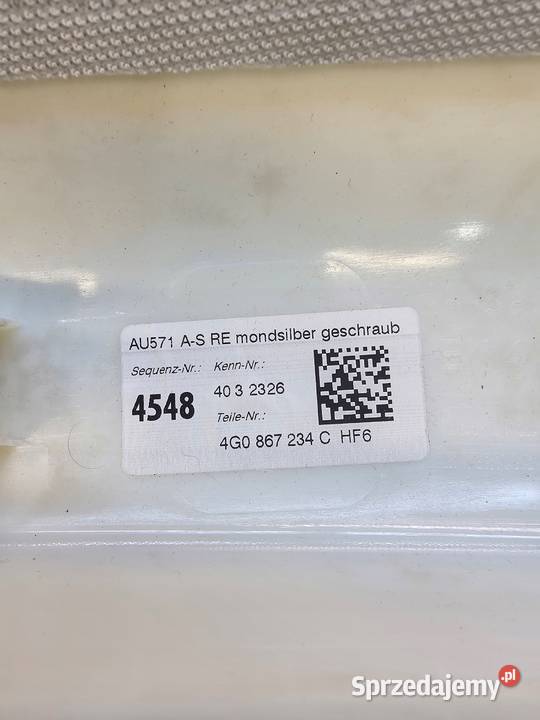 AU571 A-S RE mondsilber geschraub
Sequenz-Nr.: Kenn-Nr.:
4548 40 3 2326
Teile-Nr.:
4G0 867 234 C HF6
Sprzedajemy.pl